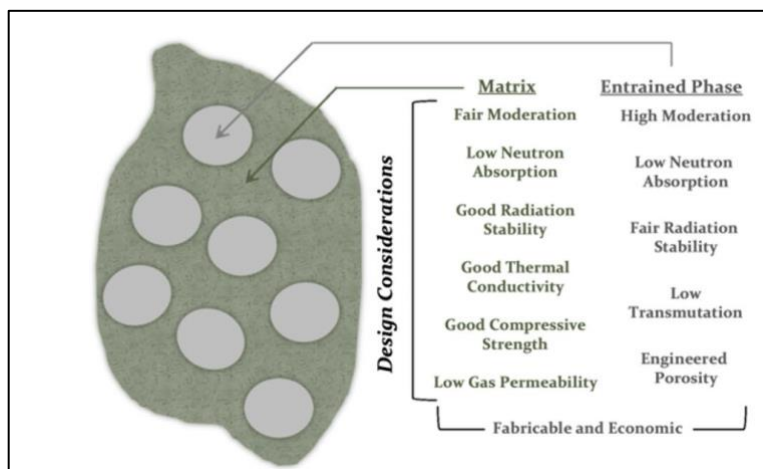 Matrix
Entrained Phase
Design Considerations
Fair Moderation
Low Neutron
Absorption
Good Radiation
Stability
Good Thermal
Conductivity
Good Compressive
Strength
Low Gas Permeability
High Moderation
Low Neutron
Absorption
Fair Radiation
Stability
Low
Transmutation
Engineered
Porosity
Fabricable and Economic